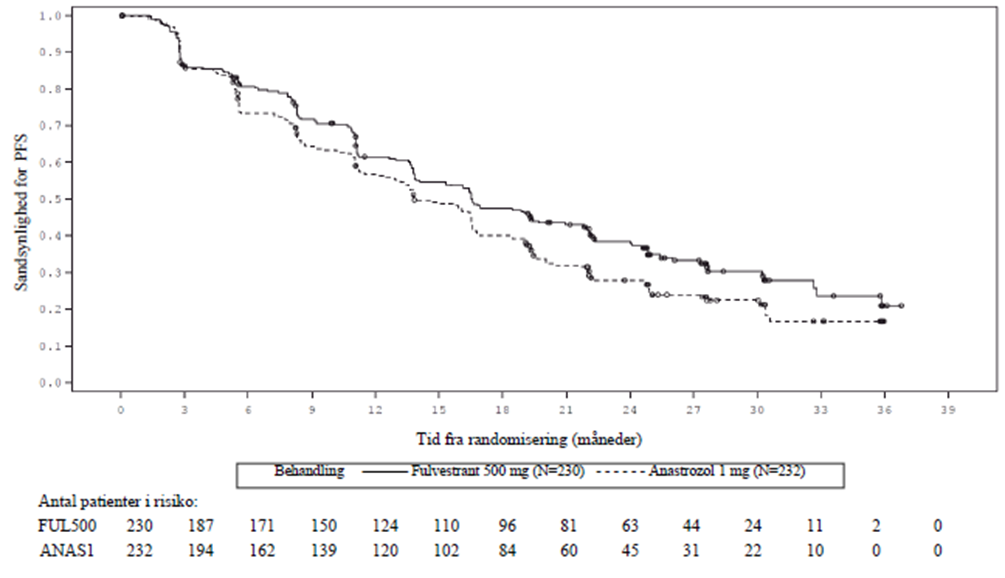 Sandsynlighed for PFS
1.0
0.9
0.8
0.7
0.6
0.5
0.4
0.3
0.2
0.1
0.0
0 3 6 9 12 15 18 21 24 27 30 33 36 39
Tid fra randomisering (måneder)
Behandling Fulvestrant 500 mg (N=230) Anastrozol 1 mg (N=232)
Antal patienter i risiko:
FUL500 230 187 171 150 124 110 96 81 63 44 24 11 2 0
ANAS1 232 194 162 139 120 102 84 60 45 31 22 10 0 0